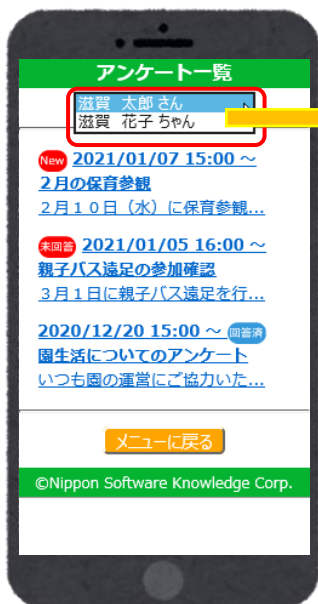 アンケート一覧
滋賀 太郎 さん
滋賀 花子 ちゃん
New 2021/01/07 15:00 ～
２月の保育参観
２月１０日（水）に保育参観...
未回答 2021/01/05 16:00 ～
親子バス遠足の参加確認
３月１日に親子バス遠足を行...
2020/12/20 15:00 ～ 回答済
園生活についてのアンケート
いつも園の運営にご協力いた...
メニューに戻る
©Nippon Software Knowledge Corp.